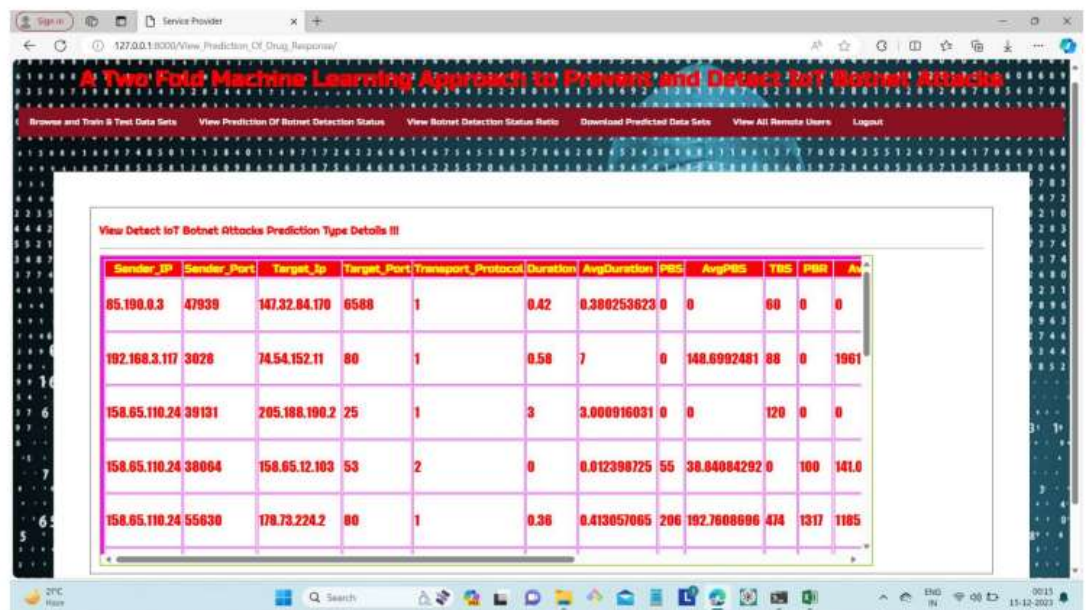 Sign in
Service Provider
127.0.0.1:8000/View_Prediction_Of_Drug_Response/
A Two Fold Machine Learning Approach to Prevent and Detect IoT Botnet Attacks
Browse and Train & Test Data Sets View Prediction Of Botnet Detection Status View Botnet Detection Status Ratio Download Predicted Data Sets View All Remote Users Logout
View Detect IoT Botnet Attacks Prediction Type Details !!!
Sender_IP Sender_Port Target_Ip Target_Port Transport_Protocol Duration AvgDuration PBS AvgPBS TBS PBR Av
85.190.0.3 47939 147.32.84.170 6588 1 0.42 0.380253623 0 0 60 0 0
192.168.3.117 3028 74.54.152.11 80 1 0.58 7 0 148.6992481 88 0 1961
158.65.110.24 39131 205.188.190.2 25 1 3 3.000916031 0 0 120 0 0
158.65.110.24 38064 158.65.12.103 53 2 0 0.012398725 55 38.84084292 0 100 141.0
158.65.110.24 55630 178.73.224.2 80 1 0.36 0.413057065 206 192.7608696 474 1317 1185
21°C
Haze
Search
ENG
IN
00:15
15-12-2023